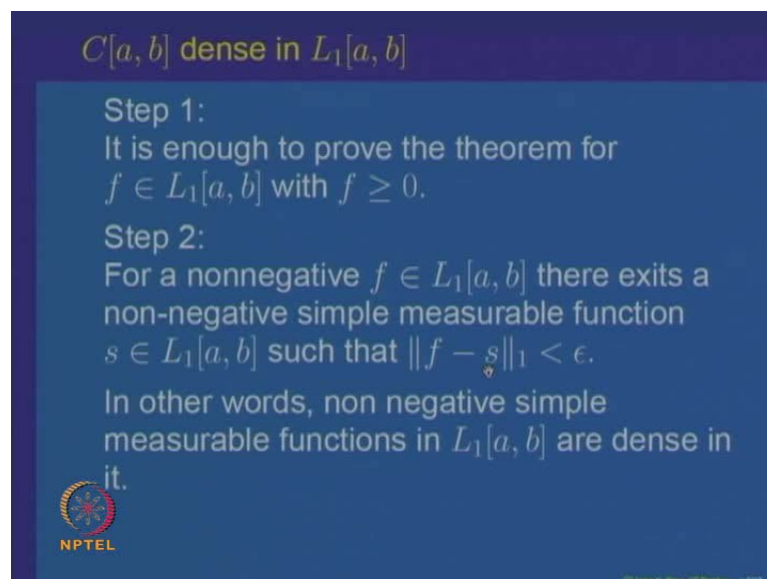 C[a, b] dense in L₁[a, b]
Step 1:
It is enough to prove the theorem for
f ∈ L₁[a, b] with f ≥ 0.
Step 2:
For a nonnegative f ∈ L₁[a, b] there exits a
non-negative simple measurable function
s ∈ L₁[a, b] such that ‖f − s‖₁ < ϵ.
In other words, non negative simple
measurable functions in L₁[a, b] are dense in
it.
NPTEL